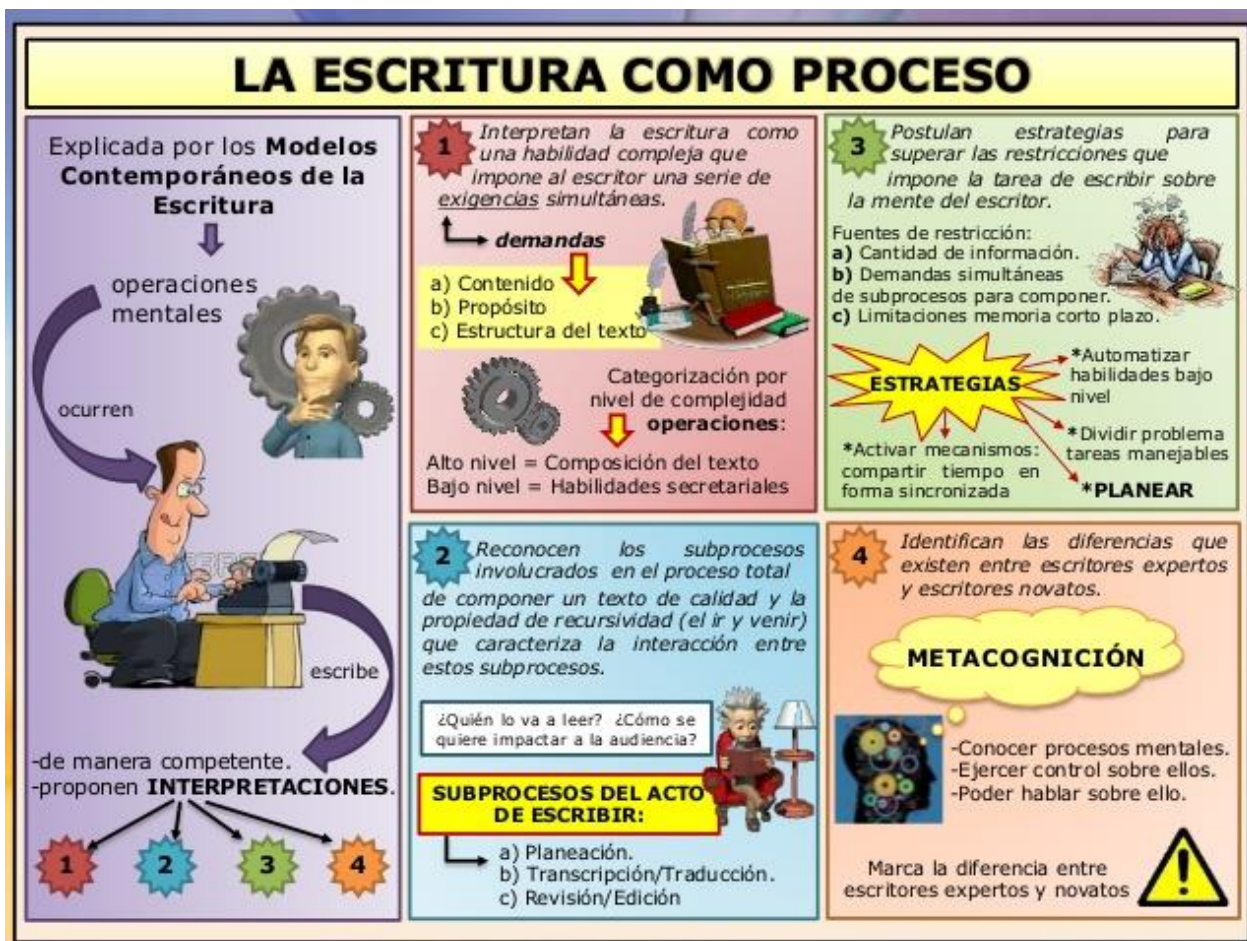 LA ESCRITURA COMO PROCESO
Explicada por los Modelos
Contemporáneos de la
Escritura
operaciones
mentales
ocurren
escribe
-de manera competente.
-proponen INTERPRETACIONES.
1 2 3 4
1
Interpretan la escritura como
una habilidad compleja que
impone al escritor una serie de
exigencias simultáneas.
demandas
a) Contenido
b) Propósito
c) Estructura del texto
Categorización por
nivel de complejidad
operaciones:
Alto nivel = Composición del texto
Bajo nivel = Habilidades secretariales
2
Reconocen los subprocesos
involucrados en el proceso total
de componer un texto de calidad y la
propiedad de recursividad (el ir y venir)
que caracteriza la interacción entre
estos subprocesos.
¿Quién lo va a leer? ¿Cómo se
quiere impactar a la audiencia?
SUBPROCESOS DEL ACTO
DE ESCRIBIR:
a) Planeación.
b) Transcripción/Traducción.
c) Revisión/Edición
3
Postulan estrategias para
superar las restricciones que
impone la tarea de escribir sobre
la mente del escritor.
Fuentes de restricción:
a) Cantidad de información.
b) Demandas simultáneas
de subprocesos para componer.
c) Limitaciones memoria corto plazo.
ESTRATEGIAS
*Automatizar
habilidades bajo
nivel
*Dividir problema
tareas manejables
*PLANEAR
*Activar mecanismos:
compartir tiempo en
forma sincronizada
4
Identifican las diferencias que
existen entre escritores expertos
y escritores novatos.
METACOGNICIÓN
-Conocer procesos mentales.
-Ejercer control sobre ellos.
-Poder hablar sobre ello.
Marca la diferencia entre
escritores expertos y novatos